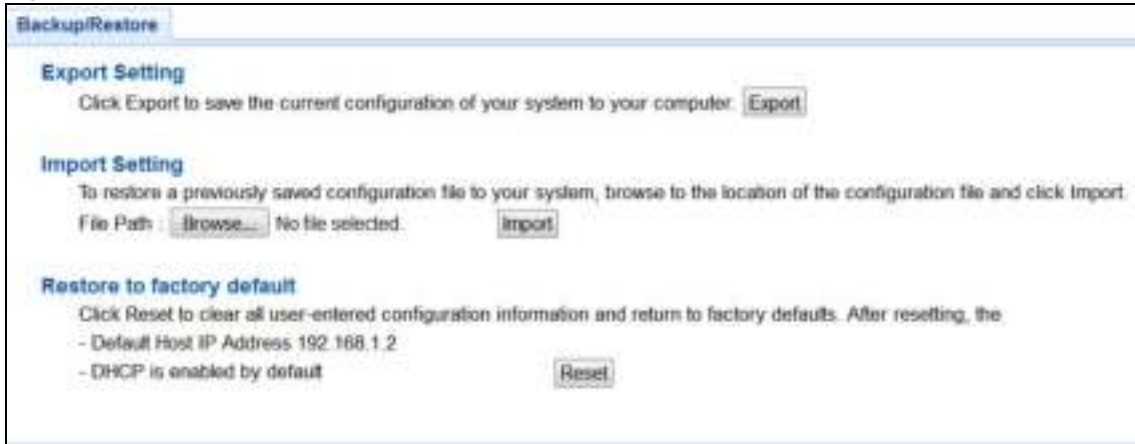 Backup/Restore
Export Setting
Click Export to save the current configuration of your system to your computer. Export
Import Setting
To restore a previously saved configuration file to your system, browse to the location of the configuration file and click Import.
File Path : Browse... No file selected. Import
Restore to factory default
Click Reset to clear all user-entered configuration information and return to factory defaults. After resetting, the
- Default Host IP Address 192.168.1.2
- DHCP is enabled by default Reset